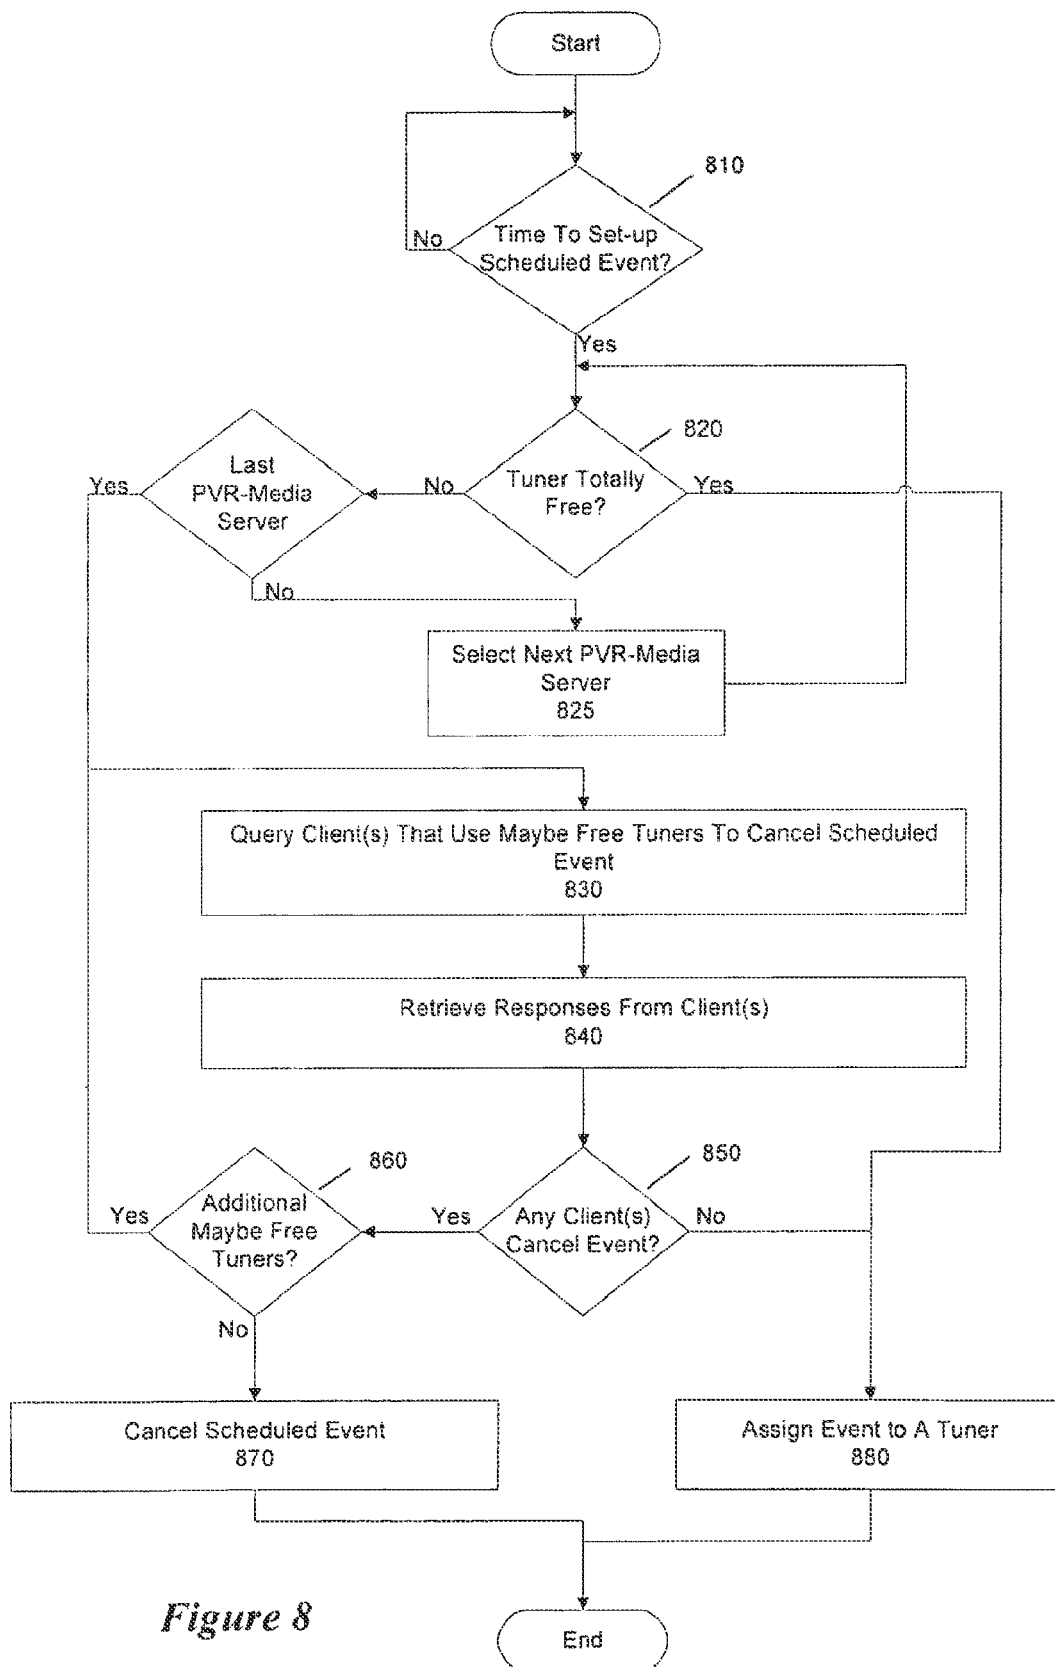 Start
810
No
Time To Set-up
Scheduled Event?
Yes
820
Last
PVR-Media
Server
Yes
No
Tuner Totally
Free?
Yes
No
Select Next PVR-Media
Server
825
Query Client(s) That Use Maybe Free Tuners To Cancel Scheduled
Event
830
Retrieve Responses From Client(s)
840
860
850
Additional
Maybe Free
Tuners?
Yes
Yes
Any Client(s)
Cancel Event?
No
No
Cancel Scheduled Event
870
Assign Event to A Tuner
880
Figure 8
End